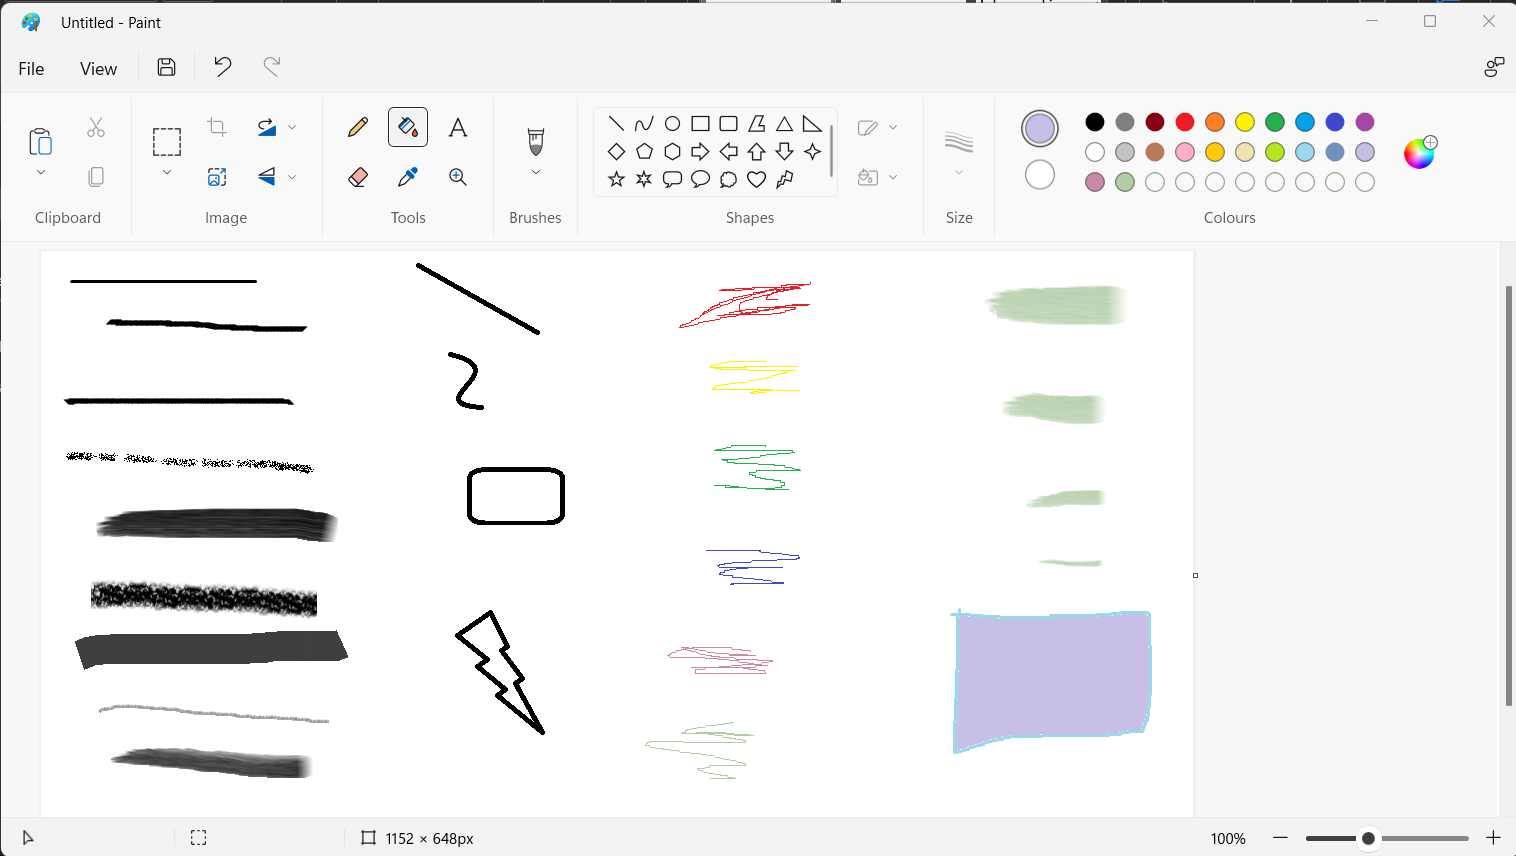 Untitled - Paint
File View
A
Clipboard Image Tools Brushes Shapes Size Colours
1152 × 648px 100%